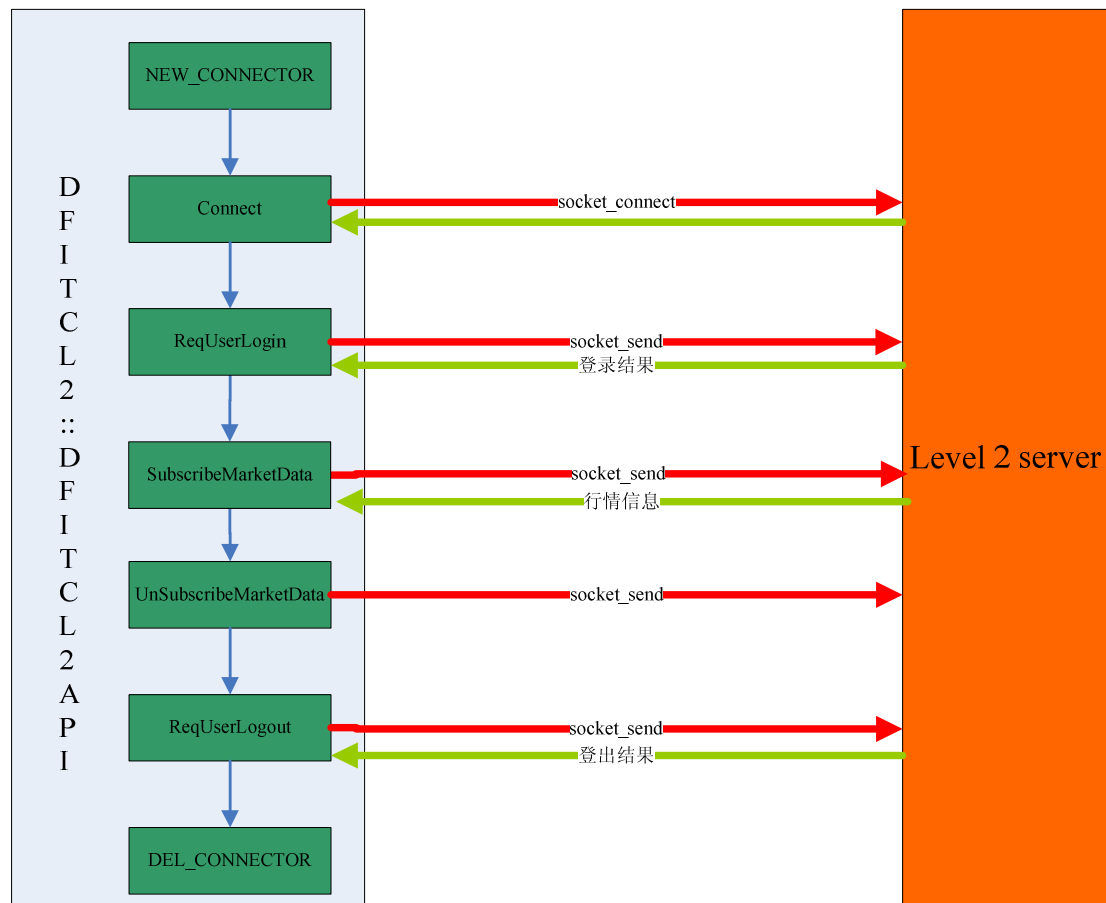 NEW_CONNECTOR
DFITCL2::DFITCL2API
Connect
socket_connect
ReqUserLogin
socket_send
登录结果
SubscribeMarketData
socket_send
行情信息
Level 2 server
UnSubscribeMarketData
socket_send
ReqUserLogout
socket_send
登出结果
DEL_CONNECTOR